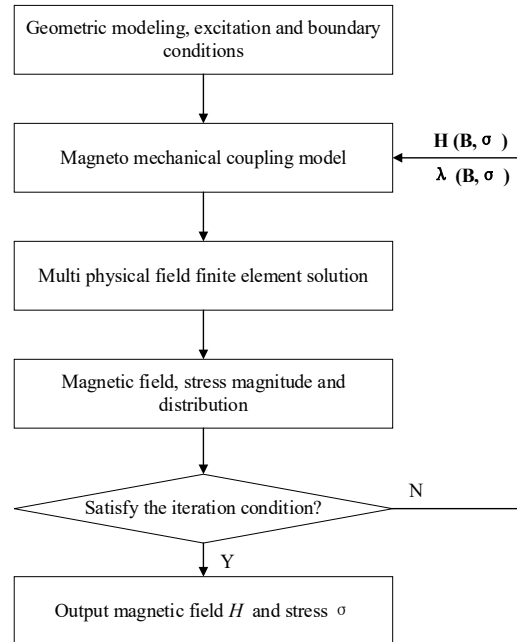 Geometric modeling, excitation and boundary
conditions
Magneto mechanical coupling model
H (B, σ )
λ (B, σ )
Multi physical field finite element solution
Magnetic field, stress magnitude and
distribution
Satisfy the iteration condition?
N
Y
Output magnetic field H and stress σ